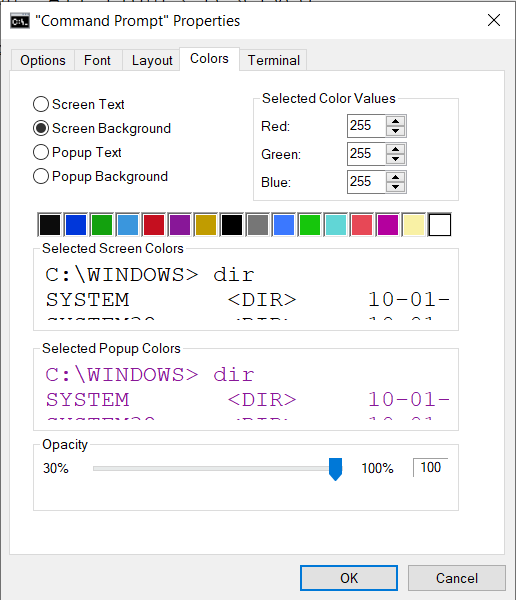 "Command Prompt" Properties
Options Font Layout Colors Terminal
Screen Text
Screen Background
Popup Text
Popup Background
Selected Color Values
Red: 255
Green: 255
Blue: 255
Selected Screen Colors
C:\WINDOWS> dir
SYSTEM <DIR> 10-01-
Selected Popup Colors
C:\WINDOWS> dir
SYSTEM <DIR> 10-01-
Opacity
30% 100% 100
OK Cancel